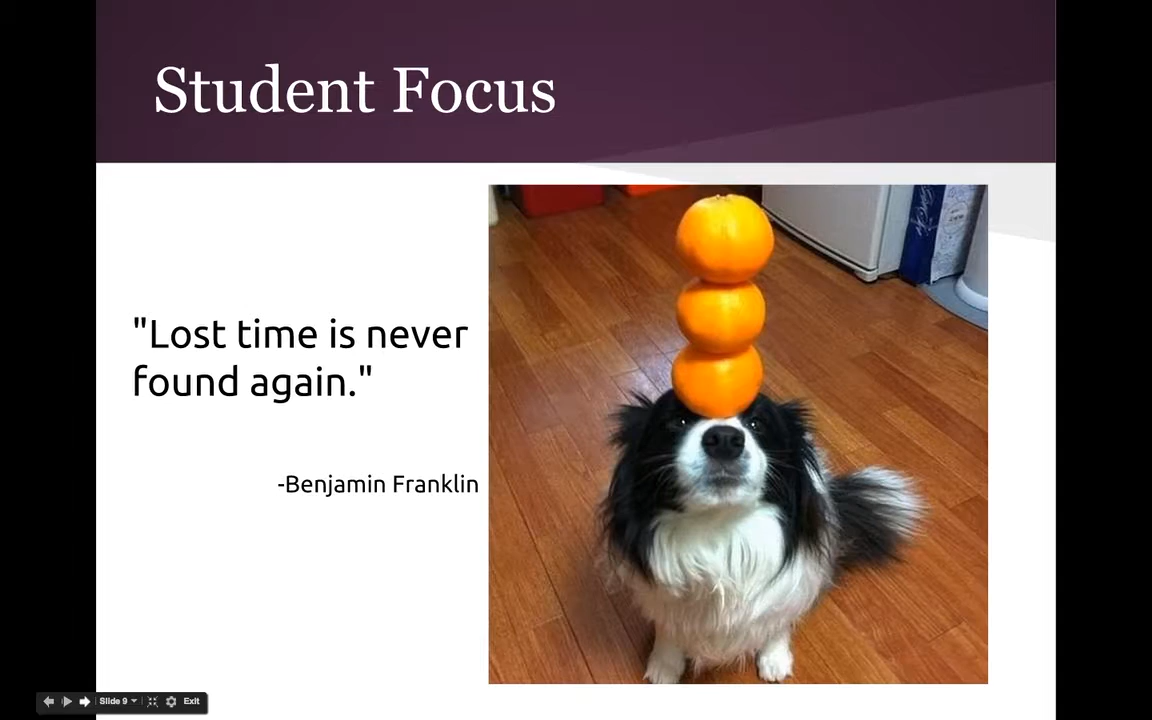 Student Focus
"Lost time is never
found again."
-Benjamin Franklin
Slide 9
Exit